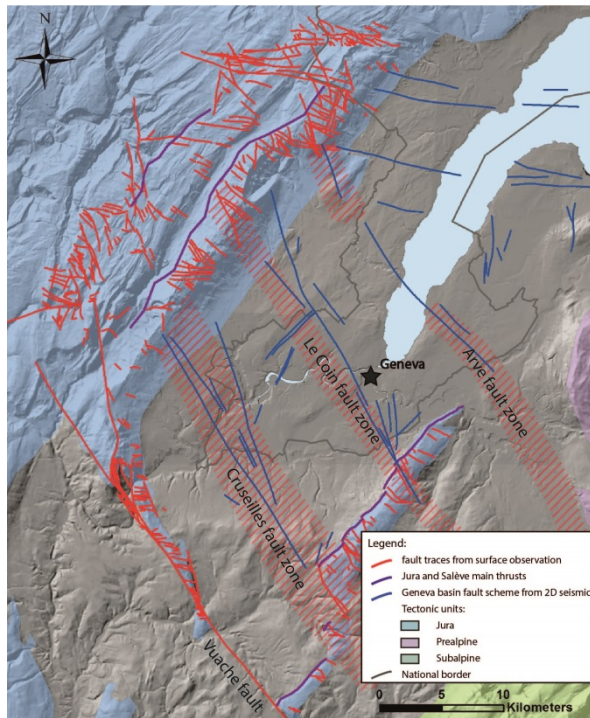 N
Geneva
Le Coin fault zone
Arve fault zone
Cruseilles fault zone
Vuache fault
Legend:
fault traces from surface observation
Jura and Salève main thrusts
Geneva basin fault scheme from 2D seismic
Tectonic units:
Jura
Prealpine
Subalpine
National border
0 5 10
Kilometers